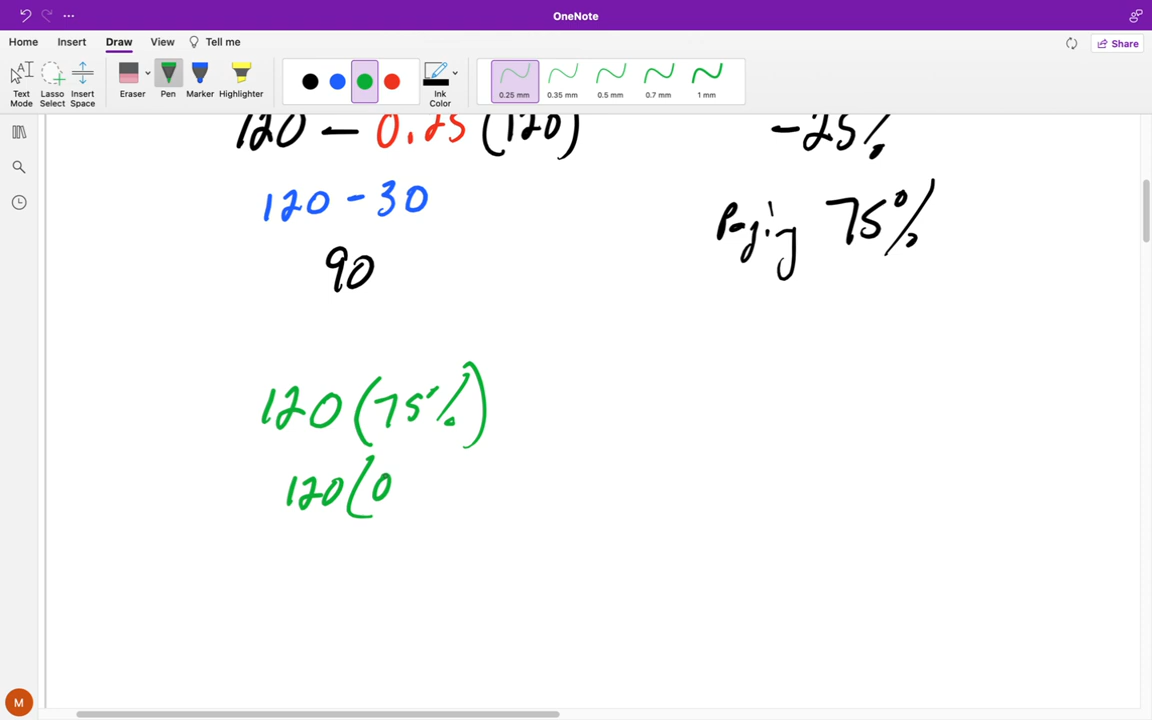 OneNote
Home Insert Draw View Tell me
Share
Text Mode
Lasso Select
Insert Space
Eraser
Pen
Marker
Highlighter
Ink Color
0.25 mm
0.35 mm
0.5 mm
0.7 mm
1 mm
120 - 0.25 (120)
-25%
120 - 30
Paying 75%
90
120 (75%)
120 (0
M